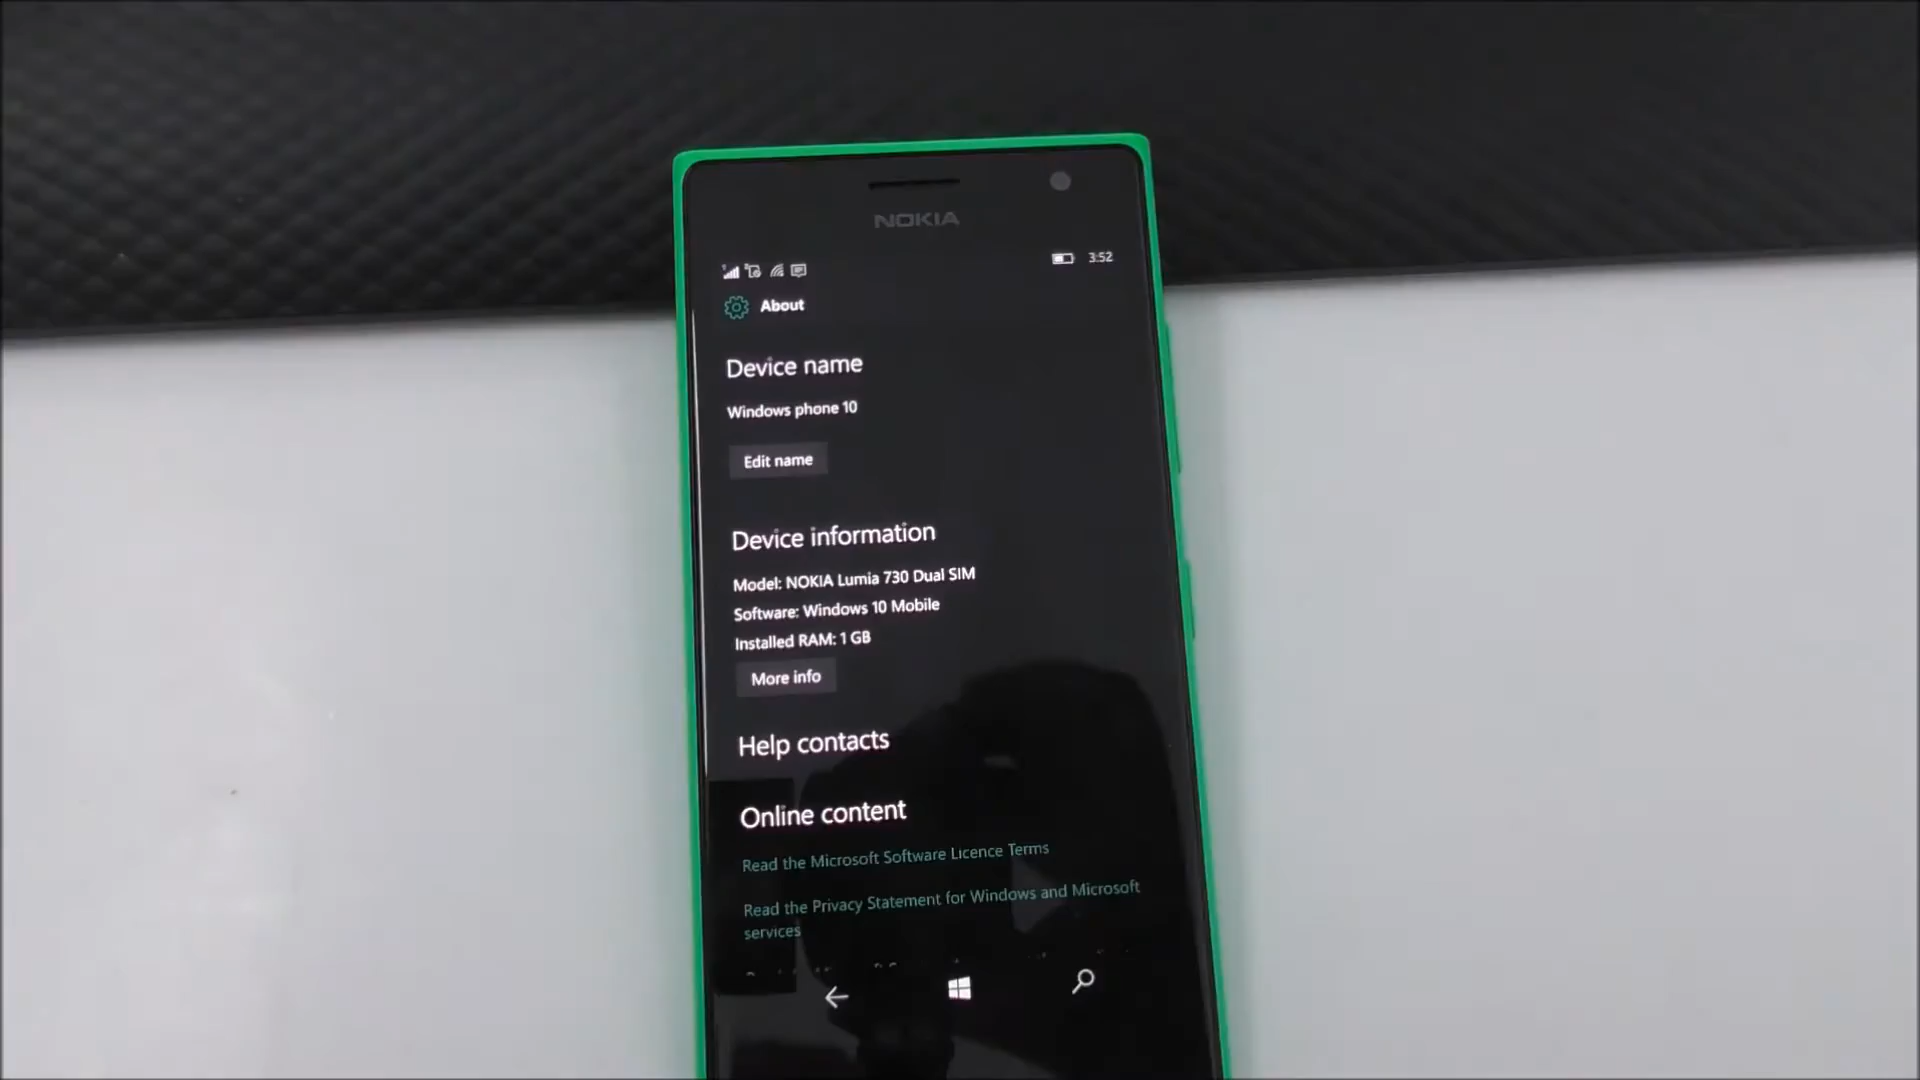 NOKIA
3:52
About
Device name
Windows phone 10
Edit name
Device information
Model: NOKIA Lumia 730 Dual SIM
Software: Windows 10 Mobile
Installed RAM: 1 GB
More info
Help contacts
Online content
Read the Microsoft Software Licence Terms
Read the Privacy Statement for Windows and Microsoft
services